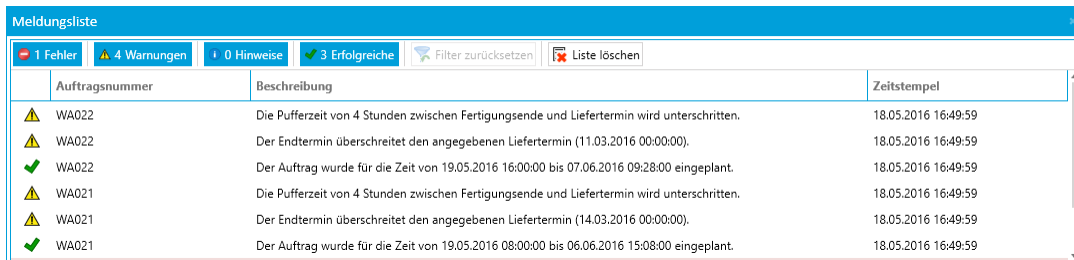 Meldungsliste
1 Fehler 4 Warnungen 0 Hinweise 3 Erfolgreiche Filter zurücksetzen Liste löschen
Auftragsnummer Beschreibung Zeitstempel
WA022 Die Pufferzeit von 4 Stunden zwischen Fertigungsende und Liefertermin wird unterschritten. 18.05.2016 16:49:59
WA022 Der Endtermin überschreitet den angegebenen Liefertermin (11.03.2016 00:00:00). 18.05.2016 16:49:59
WA022 Der Auftrag wurde für die Zeit von 19.05.2016 16:00:00 bis 07.06.2016 09:28:00 eingeplant. 18.05.2016 16:49:59
WA021 Die Pufferzeit von 4 Stunden zwischen Fertigungsende und Liefertermin wird unterschritten. 18.05.2016 16:49:59
WA021 Der Endtermin überschreitet den angegebenen Liefertermin (14.03.2016 00:00:00). 18.05.2016 16:49:59
WA021 Der Auftrag wurde für die Zeit von 19.05.2016 08:00:00 bis 06.06.2016 15:08:00 eingeplant. 18.05.2016 16:49:59